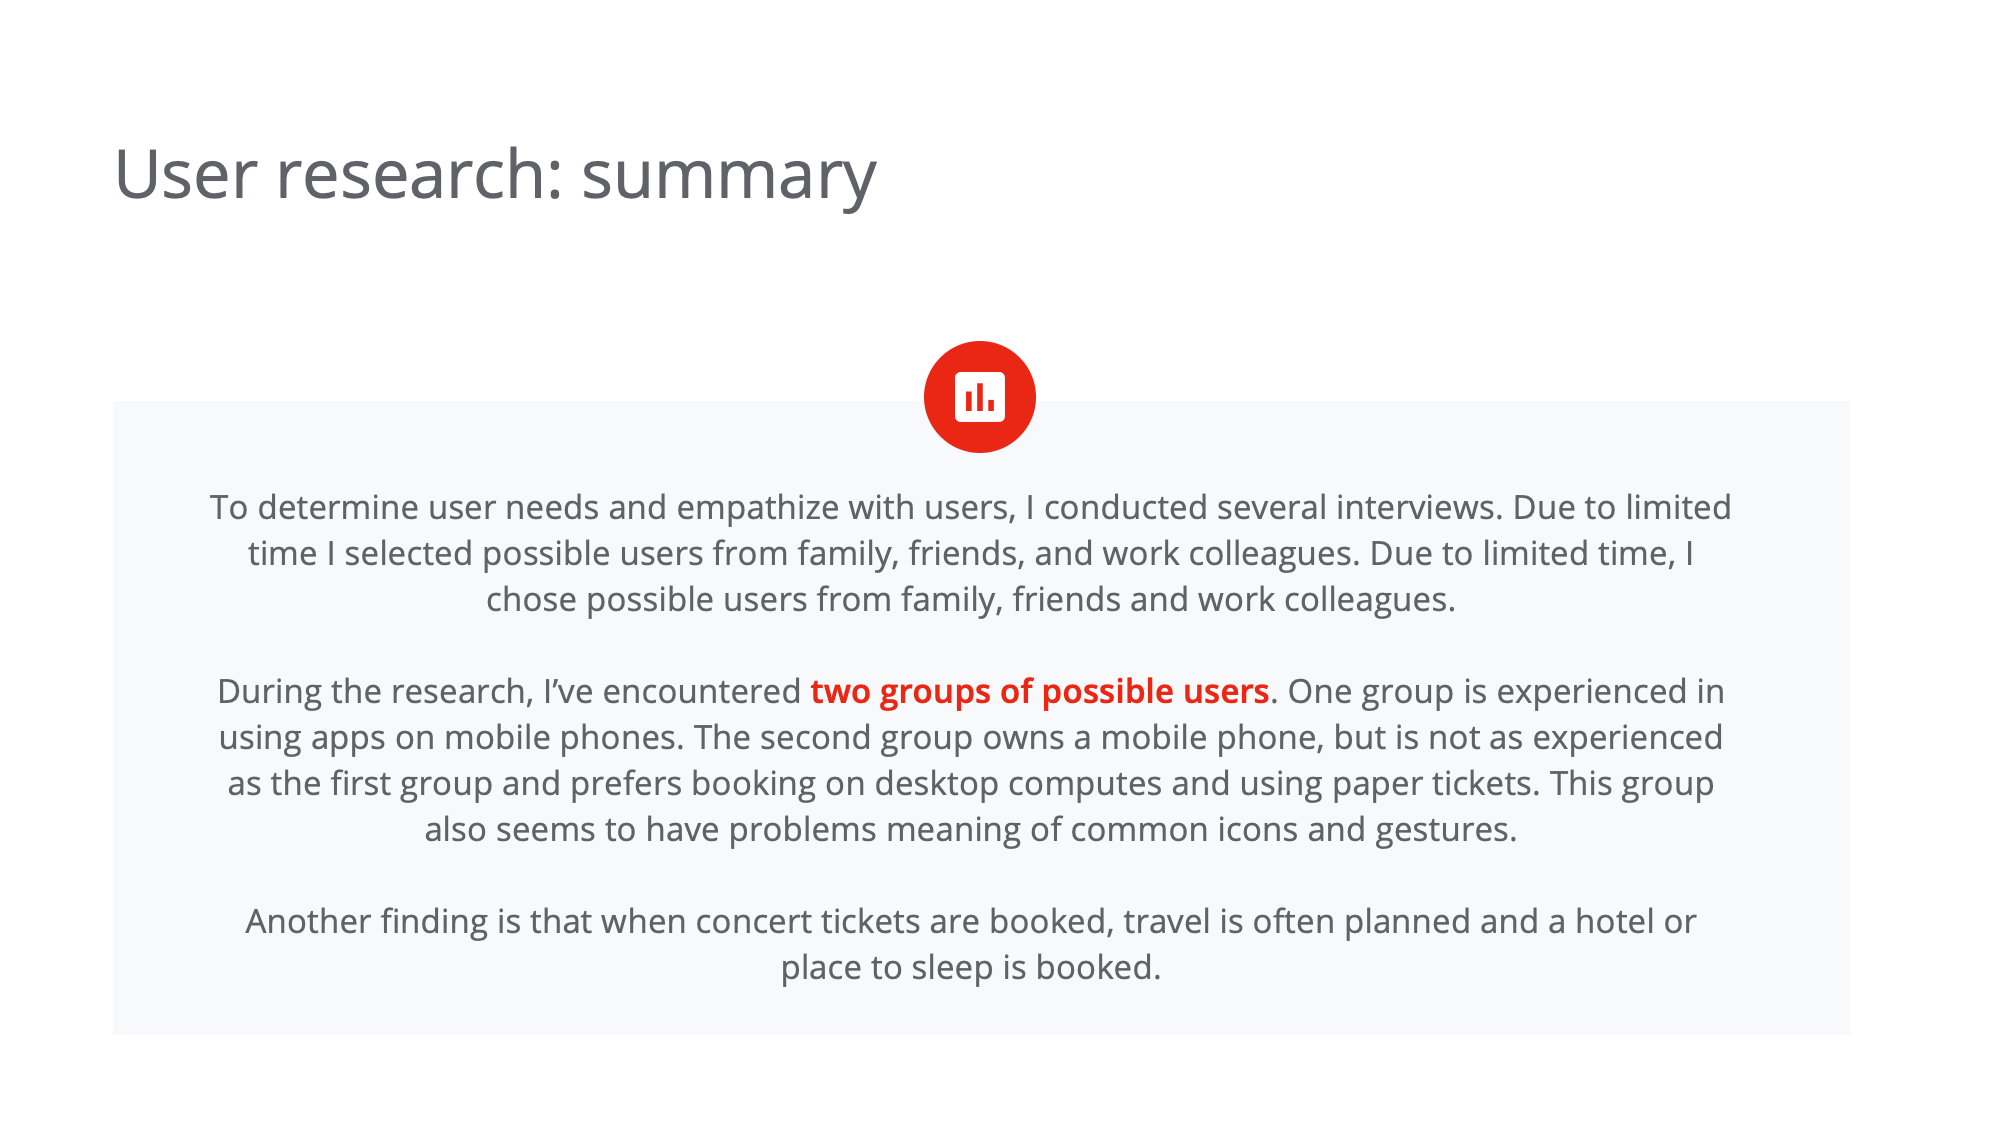 User research: summary
To determine user needs and empathize with users, I conducted several interviews. Due to limited
time I selected possible users from family, friends, and work colleagues. Due to limited time, I
chose possible users from family, friends and work colleagues.
During the research, I’ve encountered two groups of possible users. One group is experienced in
using apps on mobile phones. The second group owns a mobile phone, but is not as experienced
as the first group and prefers booking on desktop computes and using paper tickets. This group
also seems to have problems meaning of common icons and gestures.
Another finding is that when concert tickets are booked, travel is often planned and a hotel or
place to sleep is booked.